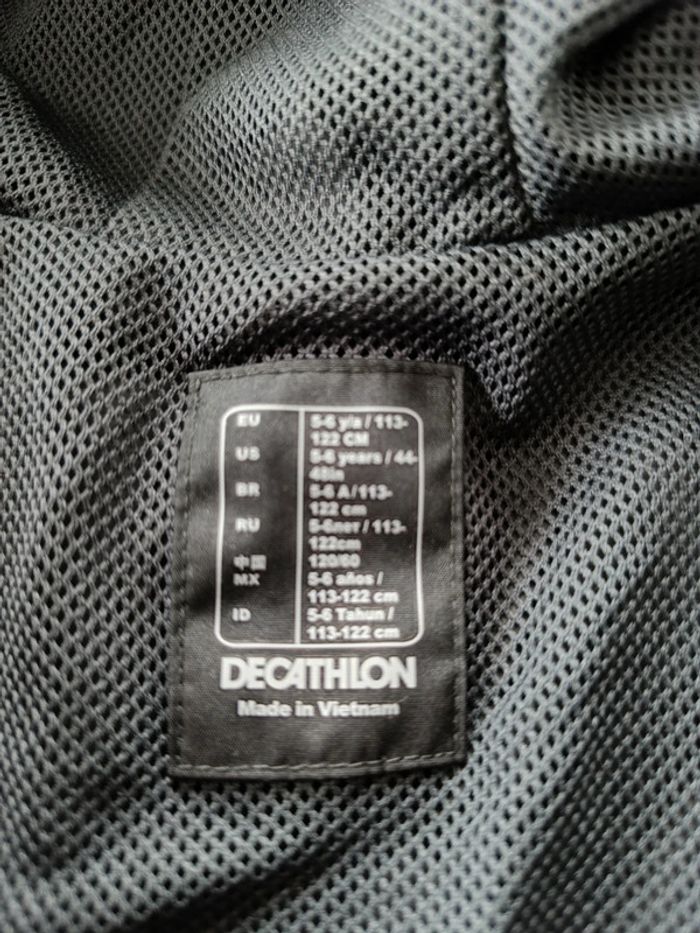 EU 5-6 y/a / 113-
122 CM
US 5-6 years / 44-
48in
BR 5-6 A/113-
122 cm
RU 5-6лет / 113-
122cm
中国 120/60
MX 5-6 años /
113-122 cm
ID 5-6 Tahun /
113-122 cm
DECATHLON
Made in Vietnam